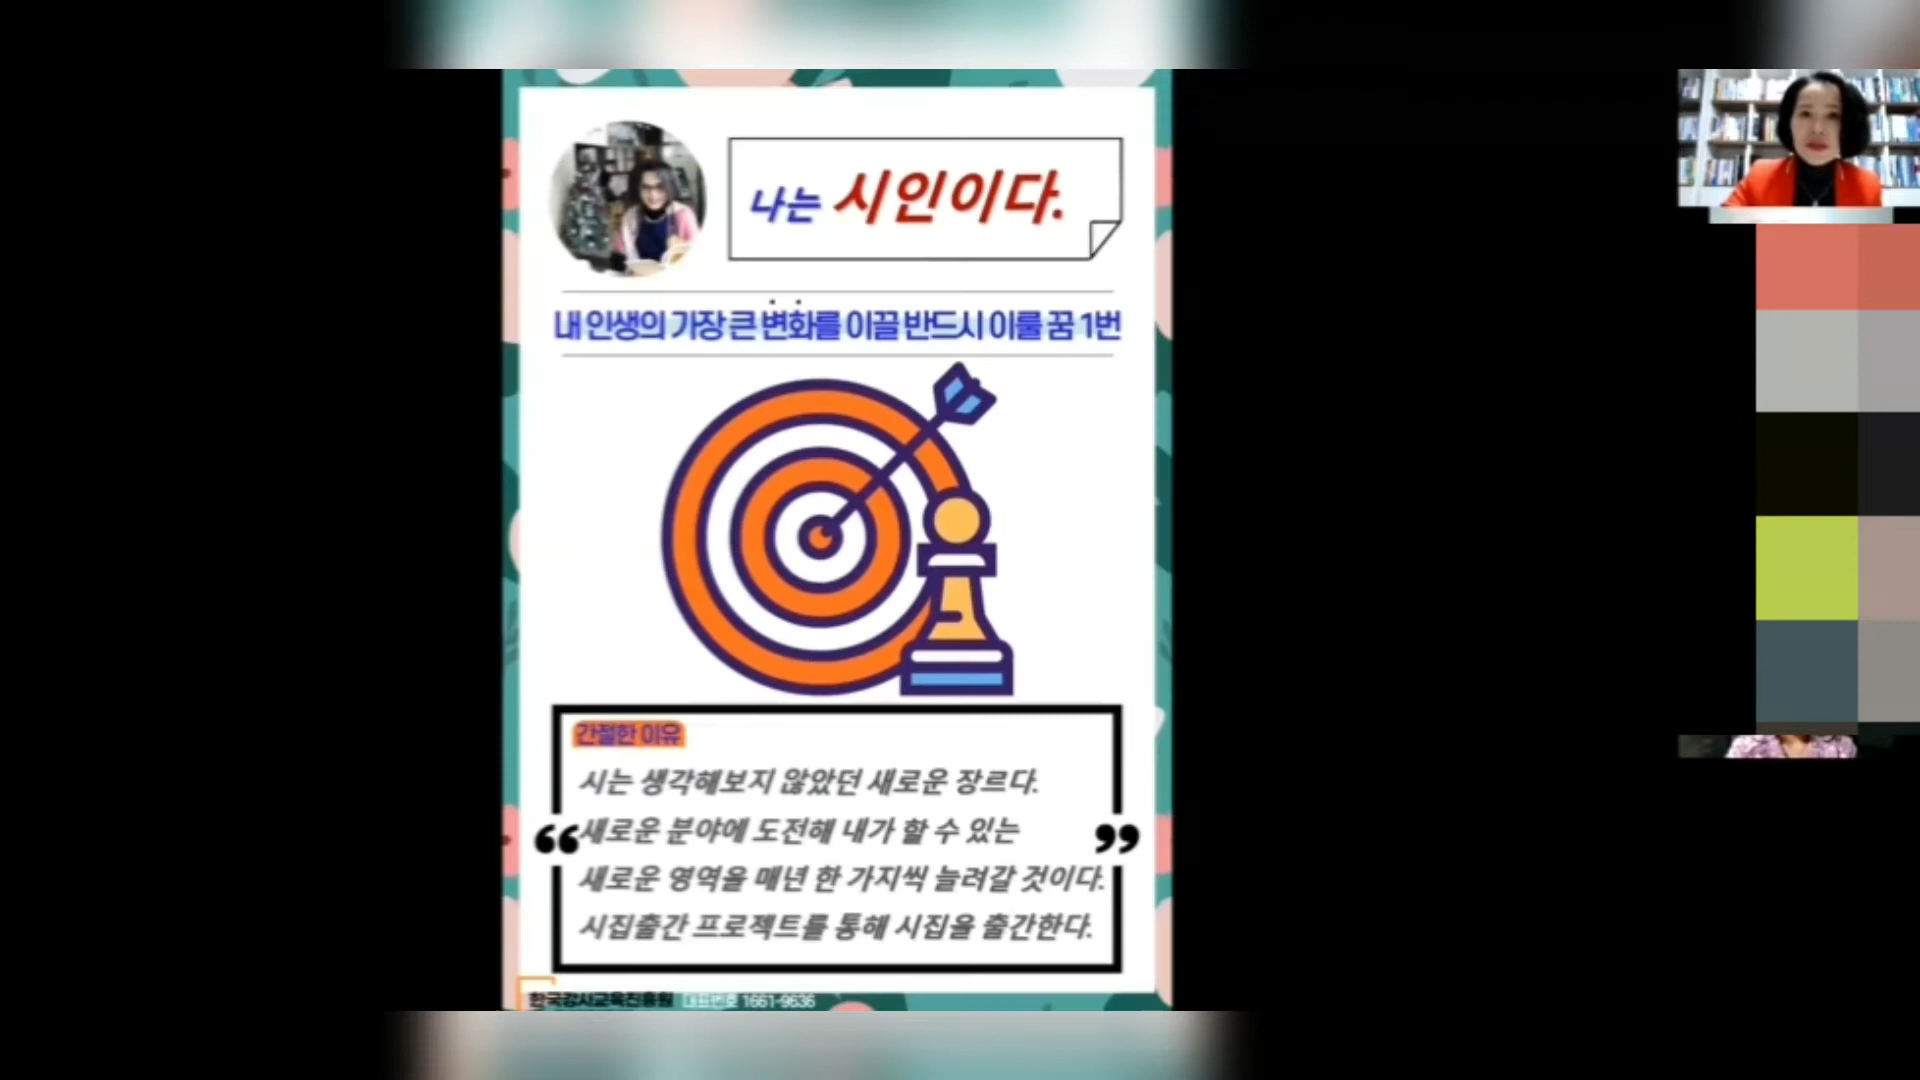 나는 시인이다.
내 인생의 가장 큰 변화를 이끌 반드시 이룰 꿈 1번
간절한 이유
시는 생각해보지 않았던 새로운 장르다.
“새로운 분야에 도전해 내가 할 수 있는”
새로운 영역을 매년 한 가지씩 늘려갈 것이다.
시집출간 프로젝트를 통해 시집을 출간한다.
한국강사교육진흥원 대표번호 1661-9636